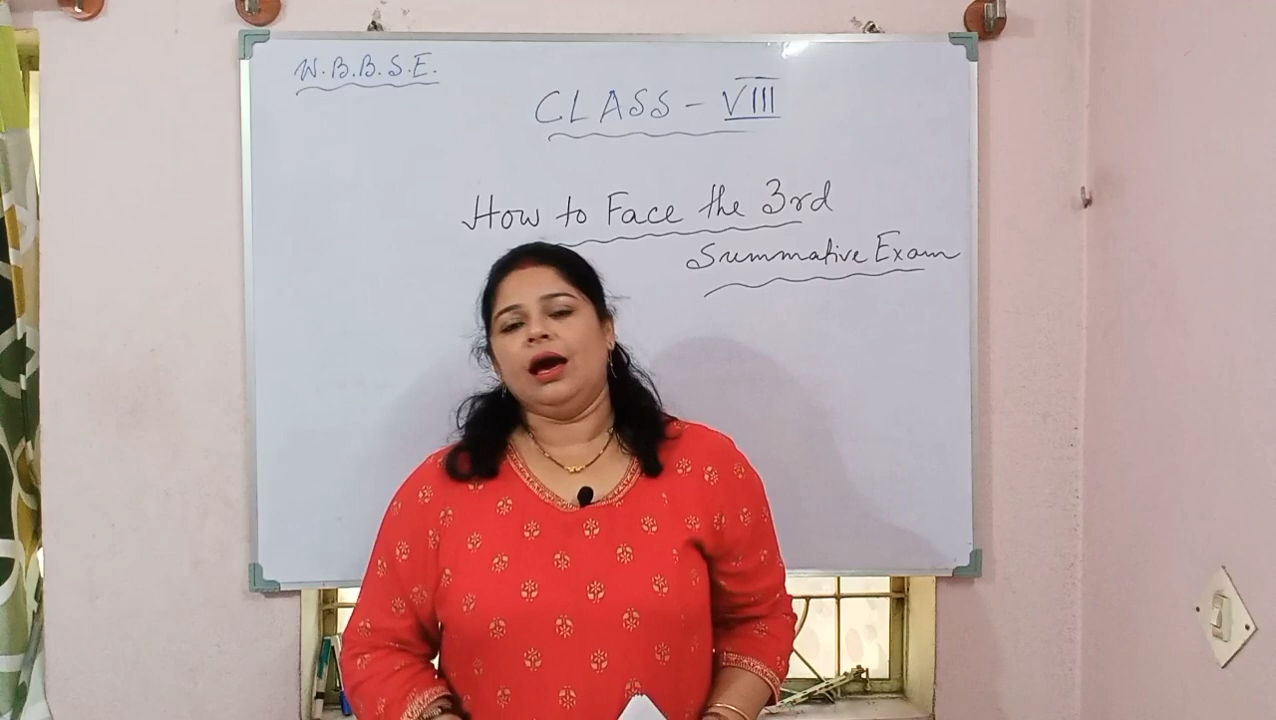 W.B.B.S.E.
CLASS - VIII
How to Face the 3rd
Summative Exam